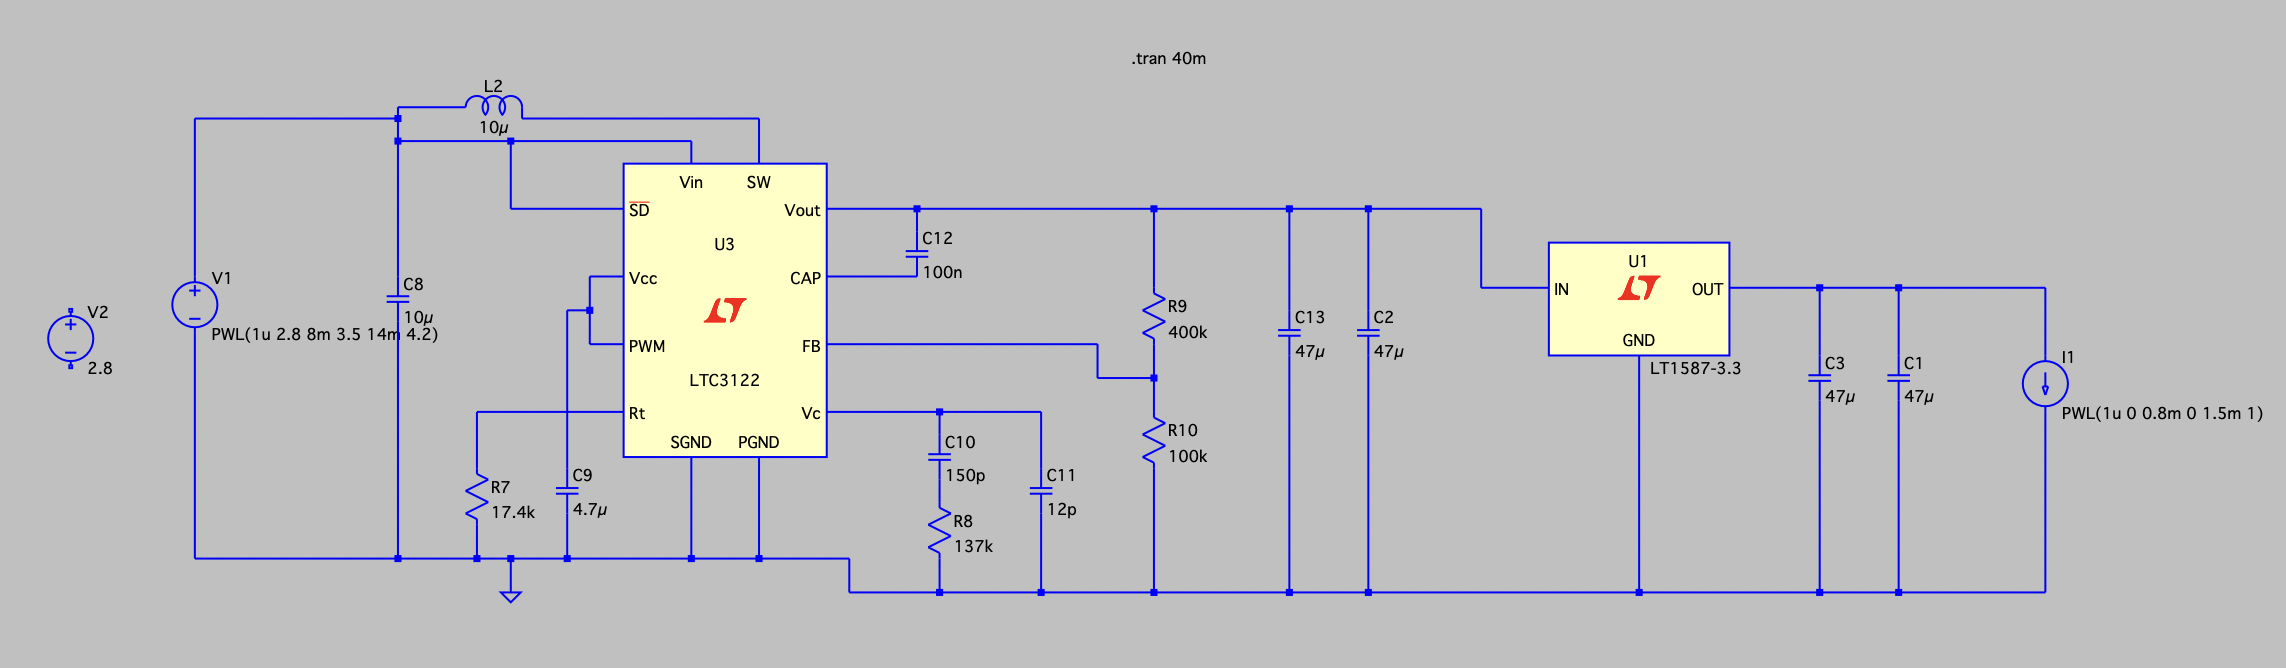 .tran 40m
L2
10µ
Vin
SW
SD
Vout
U3
C12
100n
Vcc
CAP
V1
C8
10µ
PWL(1u 2.8 8m 3.5 14m 4.2)
V2
2.8
PWM
FB
LTC3122
Rt
Vc
SGND
PGND
R7
17.4k
C9
4.7µ
C10
150p
C11
12p
R8
137k
R9
400k
R10
100k
C13
47µ
C2
47µ
U1
IN
OUT
GND
LT1587-3.3
C3
47µ
C1
47µ
I1
PWL(1u 0 0.8m 0 1.5m 1)